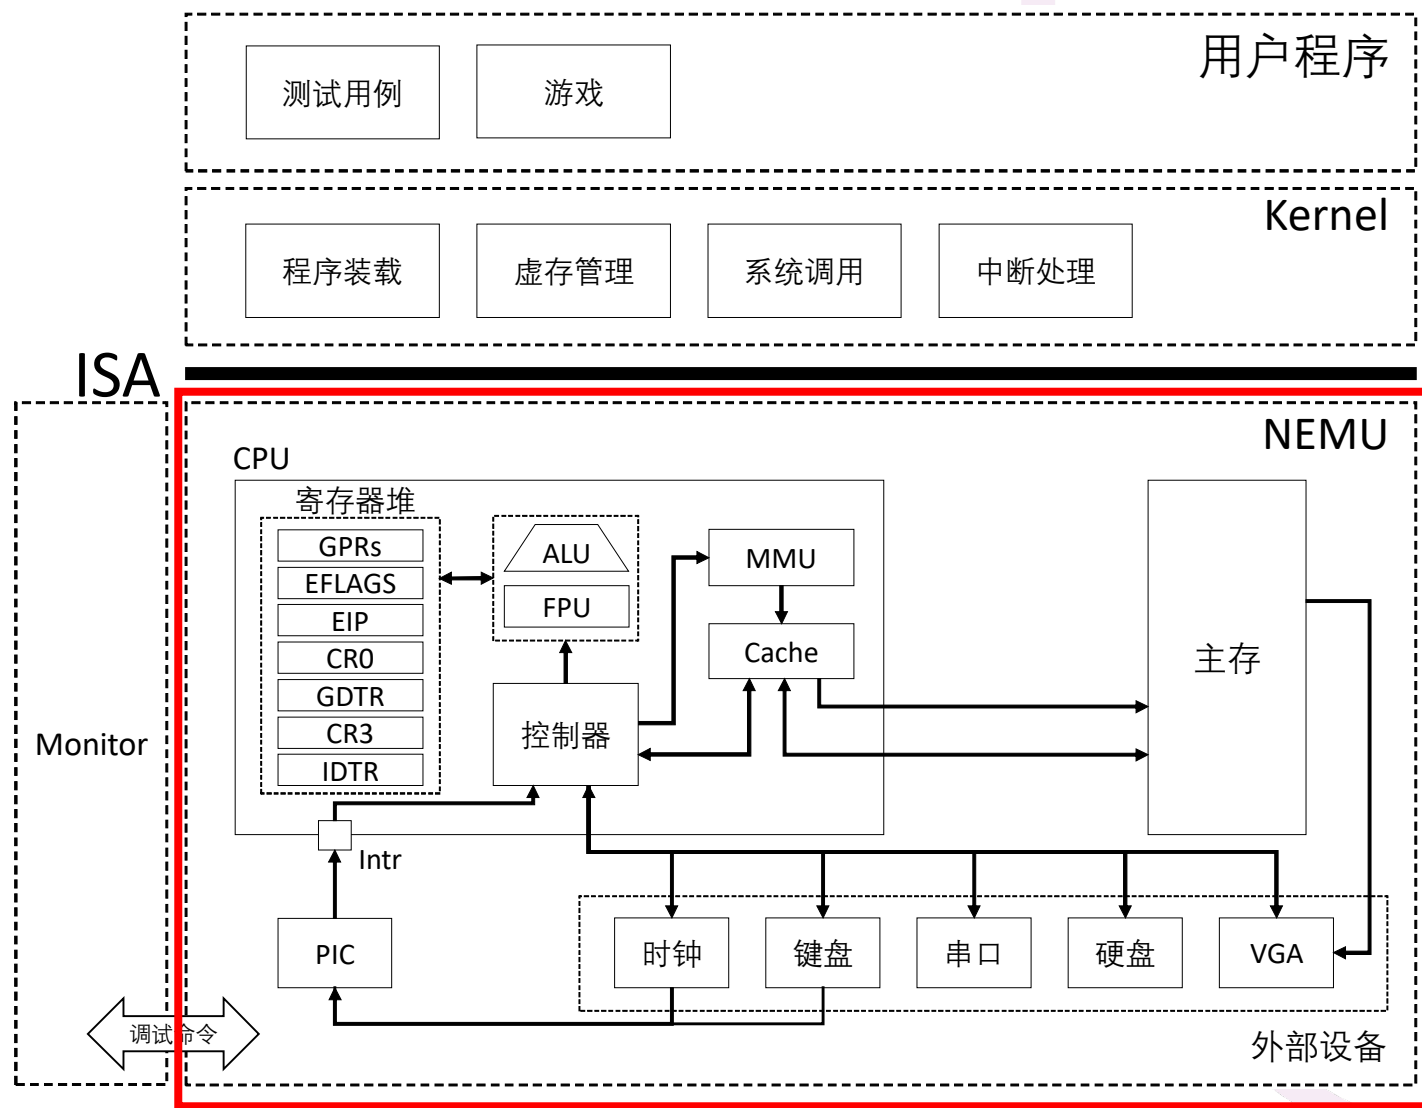 用户程序
测试用例
游戏
Kernel
程序装载
虚存管理
系统调用
中断处理
ISA
NEMU
CPU
寄存器堆
GPRs
EFLAGS
EIP
CR0
GDTR
CR3
IDTR
ALU
FPU
MMU
Cache
控制器
主存
Monitor
Intr
PIC
时钟
键盘
串口
硬盘
VGA
调试命令
外部设备